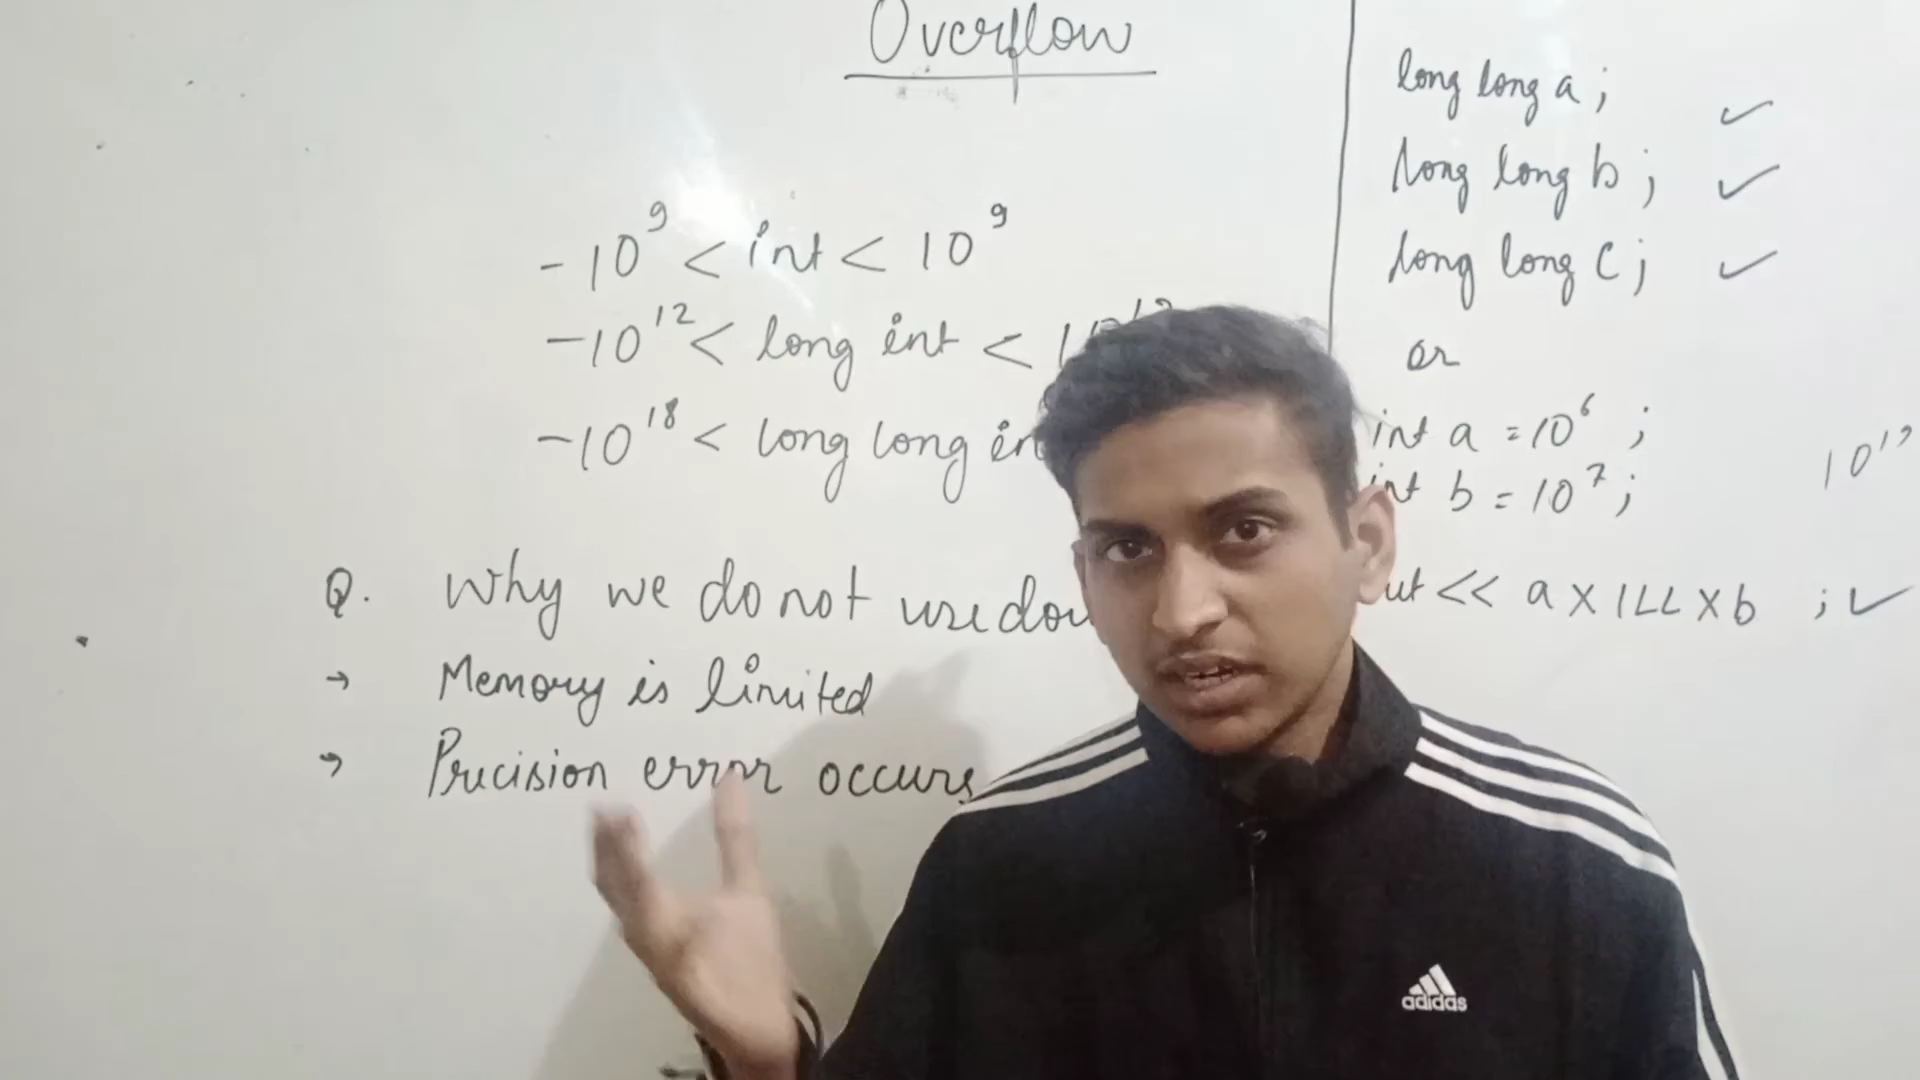 Overflow
-10^9 < int < 10^9
-10^12 < long int <
-10^18 < long long
Q. Why we do not use
→ Memory is limited
→ Precision error occurs
long long a; ✓
long long b; ✓
long long c; ✓
or
int a = 10^6 ;
int b = 10^7 ;
<< a X 1LL X b ; ✓
adidas